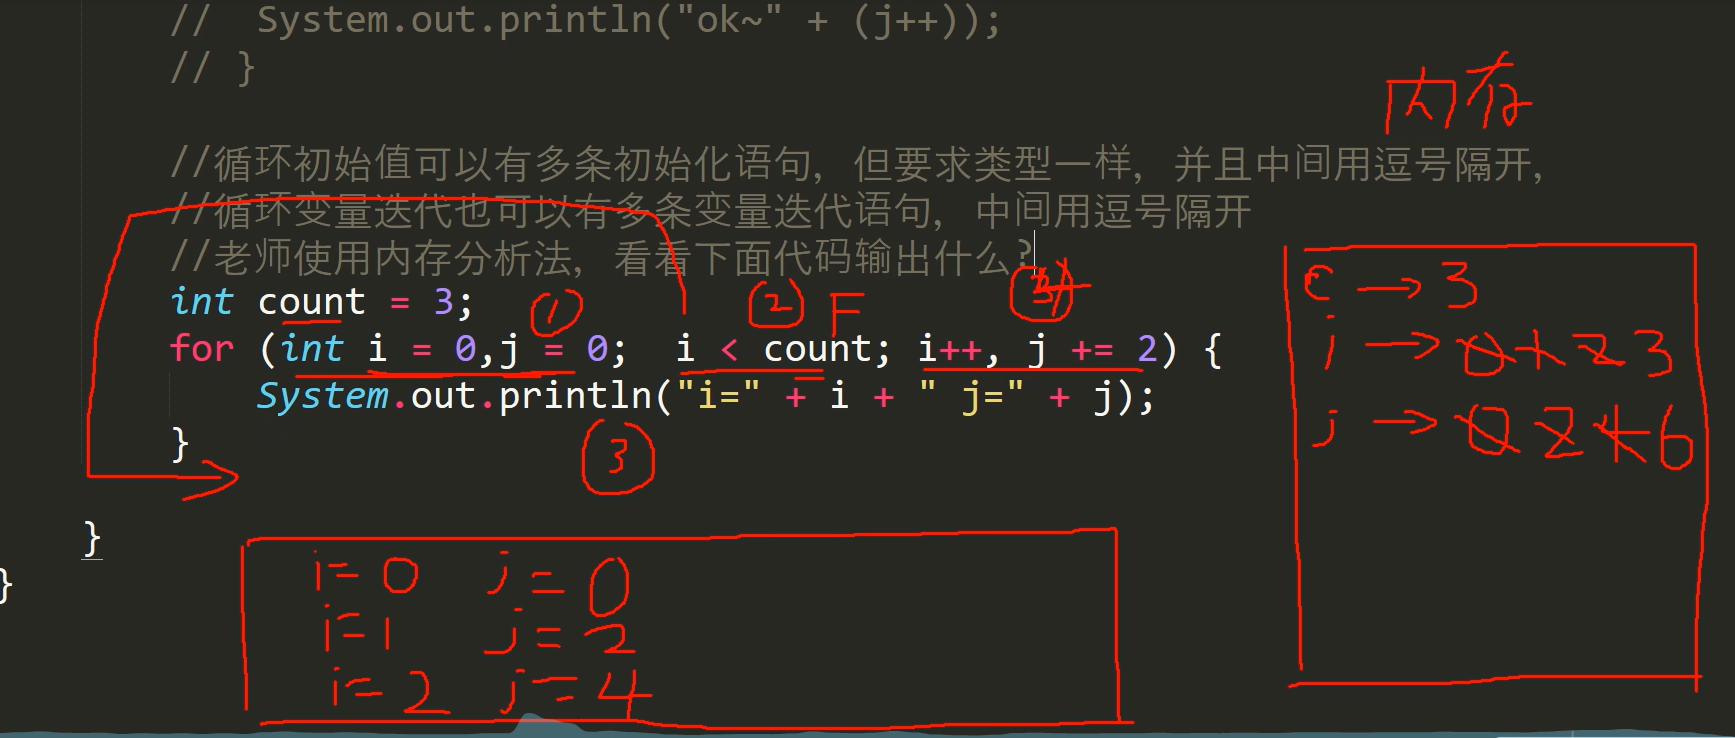 //  System.out.println("ok~" + (j++));
// }
内存
//循环初始值可以有多条初始化语句，但要求类型一样，并且中间用逗号隔开，
//循环变量迭代也可以有多条变量迭代语句，中间用逗号隔开
//老师使用内存分析法，看看下面代码输出什么?
int count = 3;
① ② F
for (int i = 0,j = 0;  i < count; i++, j += 2) {
System.out.println("i=" + i + " j=" + j);
}
③
}
}
c → 3
i → 0 1 2 3
j → 0 2 4 6
i=0 j=0
i=1 j=2
i=2 j=4